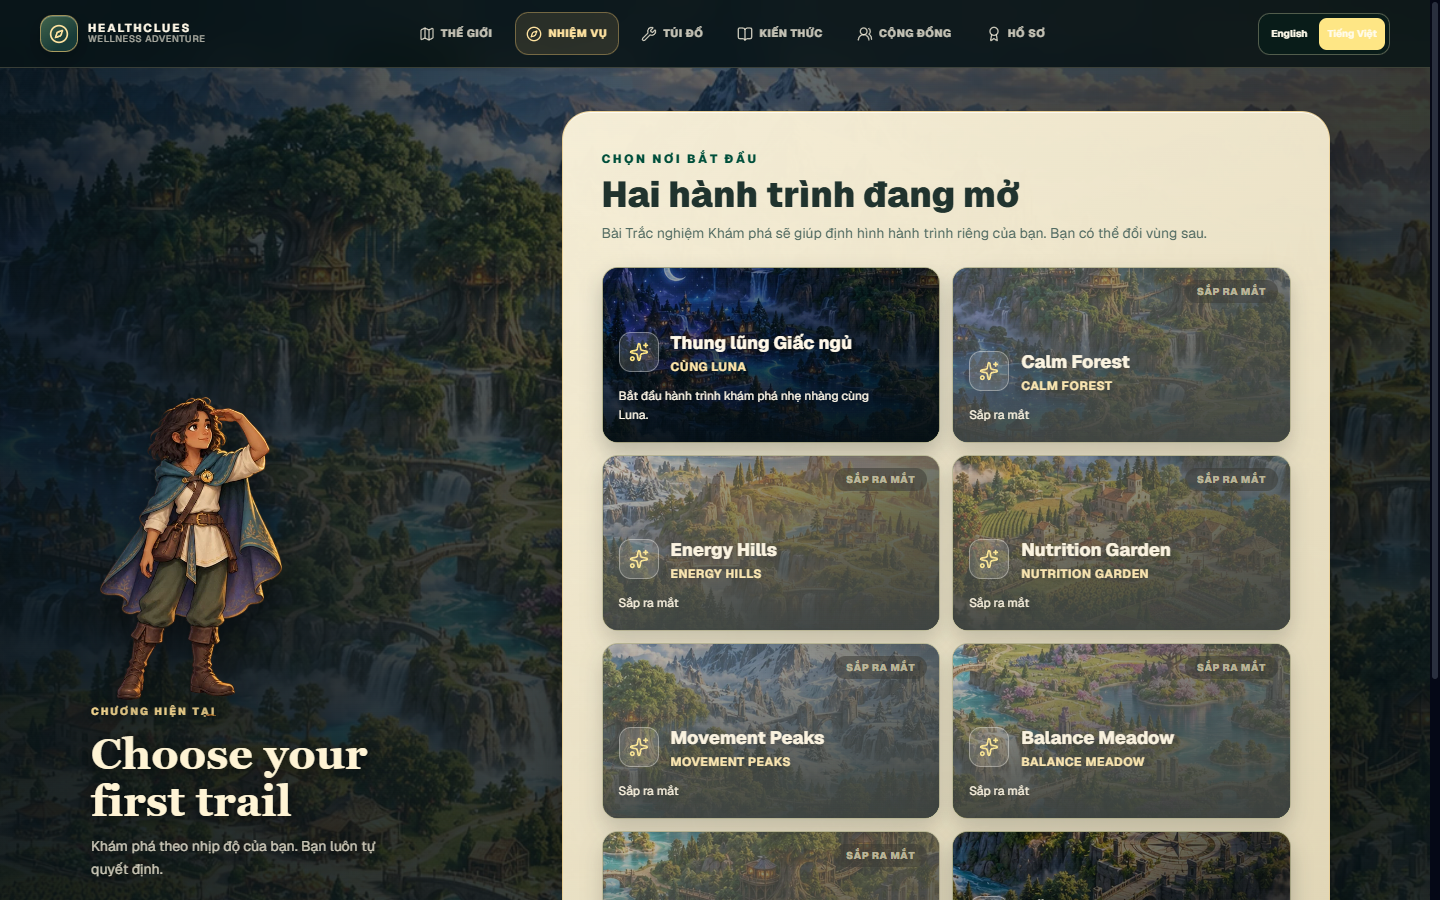 HEALTHCLUES
WELLNESS ADVENTURE
THẾ GIỚI
NHIỆM VỤ
TÚI ĐỒ
KIẾN THỨC
CỘNG ĐỒNG
HỒ SƠ
English
Tiếng Việt
CHƯƠNG HIỆN TẠI
Choose your
first trail
Khám phá theo nhịp độ của bạn. Bạn luôn tự
quyết định.
CHỌN NƠI BẮT ĐẦU
Hai hành trình đang mở
Bài Trắc nghiệm Khám phá sẽ giúp định hình hành trình riêng của bạn. Bạn có thể đổi vùng sau.
Thung lũng Giấc ngủ
CÙNG LUNA
Bắt đầu hành trình khám phá nhẹ nhàng cùng
Luna.
SẮP RA MẮT
Calm Forest
CALM FOREST
Sắp ra mắt
SẮP RA MẮT
Energy Hills
ENERGY HILLS
Sắp ra mắt
SẮP RA MẮT
Nutrition Garden
NUTRITION GARDEN
Sắp ra mắt
SẮP RA MẮT
Movement Peaks
MOVEMENT PEAKS
Sắp ra mắt
SẮP RA MẮT
Balance Meadow
BALANCE MEADOW
Sắp ra mắt
SẮP RA MẮT